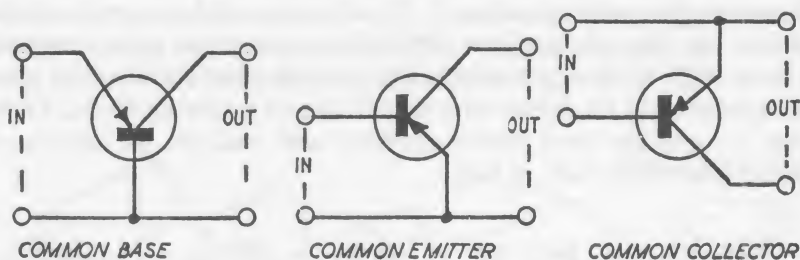 IN
OUT
IN
OUT
IN
OUT
COMMON BASE
COMMON EMITTER
COMMON COLLECTOR